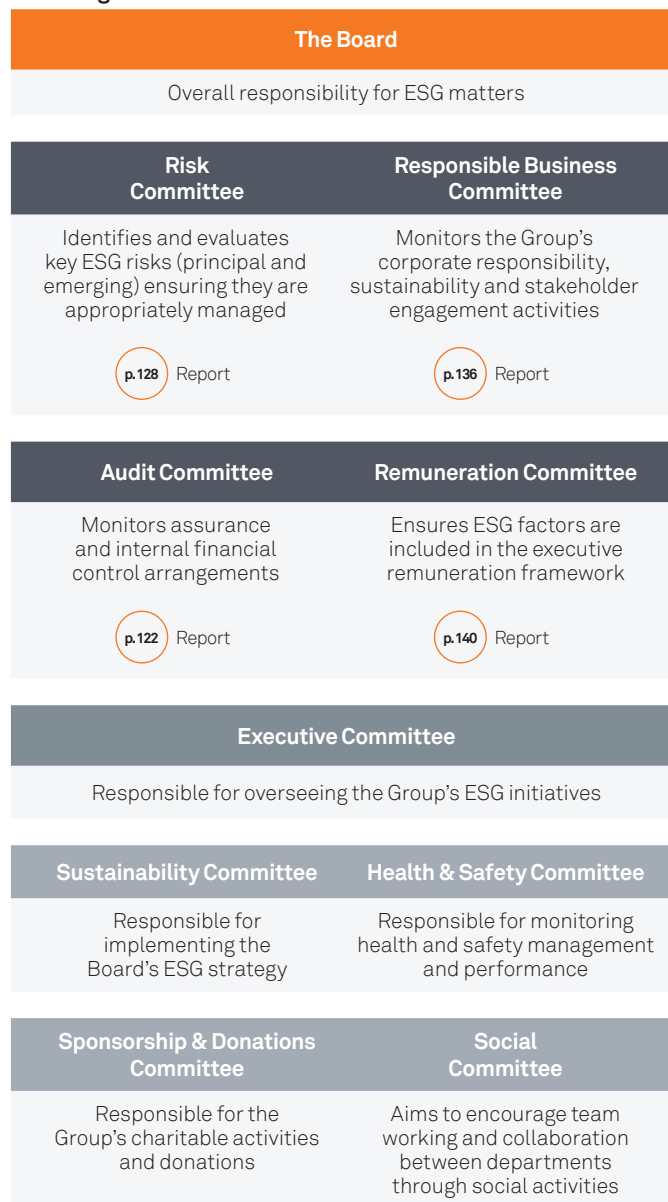 The Board
Overall responsibility for ESG matters
Risk
Committee
Identifies and evaluates
key ESG risks (principal and
emerging) ensuring they are
appropriately managed
p.128 Report
Responsible Business
Committee
Monitors the Group’s
corporate responsibility,
sustainability and stakeholder
engagement activities
p.136 Report
Audit Committee
Monitors assurance
and internal financial
control arrangements
p.122 Report
Remuneration Committee
Ensures ESG factors are
included in the executive
remuneration framework
p.140 Report
Executive Committee
Responsible for overseeing the Group’s ESG initiatives
Sustainability Committee
Responsible for
implementing the
Board’s ESG strategy
Health & Safety Committee
Responsible for monitoring
health and safety management
and performance
Sponsorship & Donations
Committee
Responsible for the
Group’s charitable activities
and donations
Social
Committee
Aims to encourage team
working and collaboration
between departments
through social activities